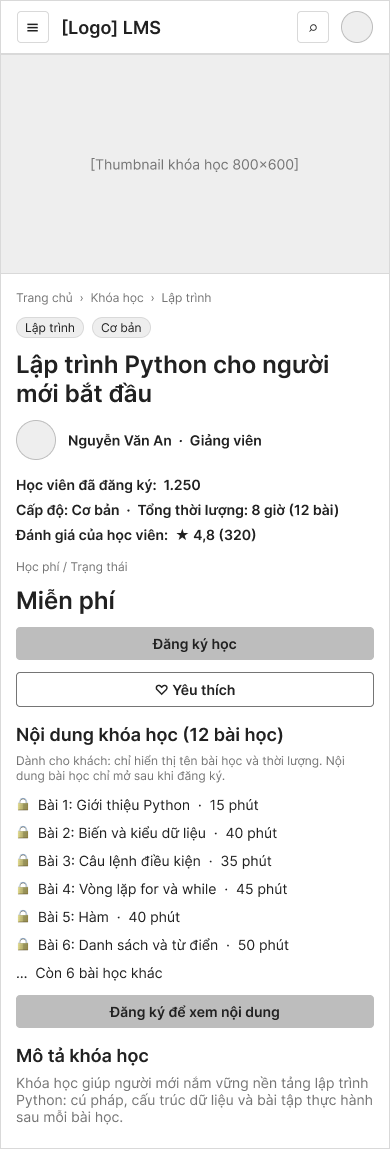 ≡ [Logo] LMS ⌕
[Thumbnail khóa học 800×600]
Trang chủ › Khóa học › Lập trình
Lập trình Cơ bản
Lập trình Python cho người
mới bắt đầu
Nguyễn Văn An · Giảng viên
Học viên đã đăng ký: 1.250
Cấp độ: Cơ bản · Tổng thời lượng: 8 giờ (12 bài)
Đánh giá của học viên: ★ 4,8 (320)
Học phí / Trạng thái
Miễn phí
Đăng ký học
♡ Yêu thích
Nội dung khóa học (12 bài học)
Dành cho khách: chỉ hiển thị tên bài học và thời lượng. Nội
dung bài học chỉ mở sau khi đăng ký.
🔒 Bài 1: Giới thiệu Python · 15 phút
🔒 Bài 2: Biến và kiểu dữ liệu · 40 phút
🔒 Bài 3: Câu lệnh điều kiện · 35 phút
🔒 Bài 4: Vòng lặp for và while · 45 phút
🔒 Bài 5: Hàm · 40 phút
🔒 Bài 6: Danh sách và từ điển · 50 phút
... Còn 6 bài học khác
Đăng ký để xem nội dung
Mô tả khóa học
Khóa học giúp người mới nắm vững nền tảng lập trình
Python: cú pháp, cấu trúc dữ liệu và bài tập thực hành
sau mỗi bài học.